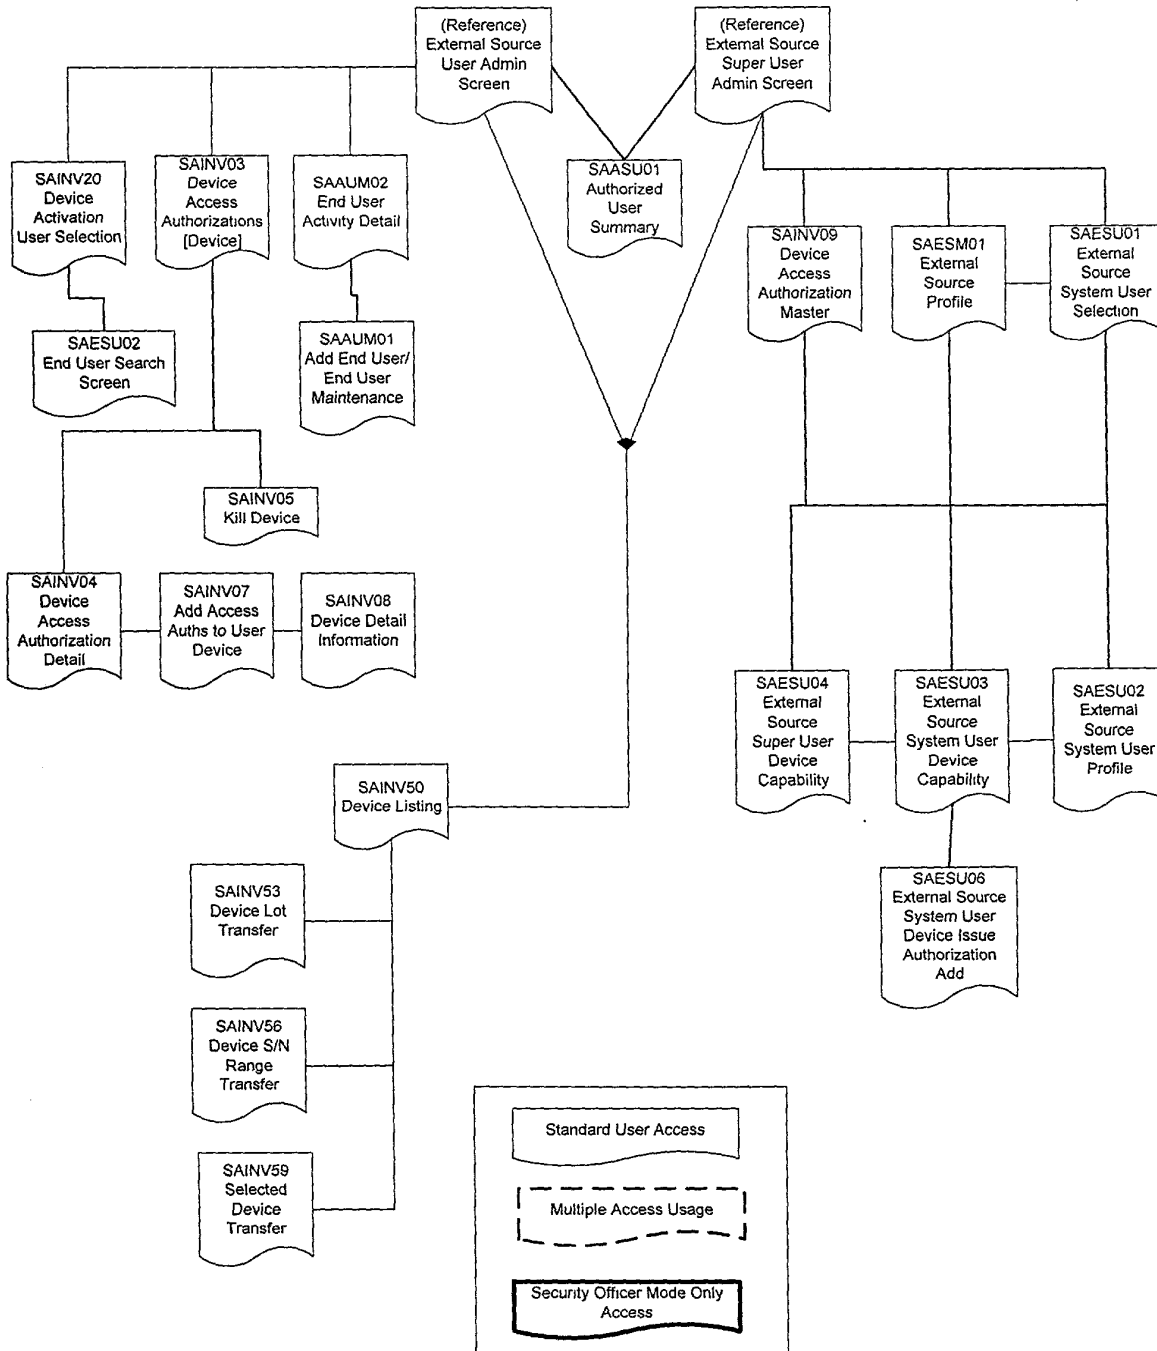 (Reference)
External Source
User Admin
Screen
(Reference)
External Source
Super User
Admin Screen
SAINV20
Device
Activation
User Selection
SAINV03
Device
Access
Authorizations
[Device]
SAAUM02
End User
Activity Detail
SAASU01
Authorized
User
Summary
SAINV09
Device
Access
Authorization
Master
SAESM01
External
Source
Profile
SAESU01
External
Source
System User
Selection
SAESU02
End User Search
Screen
SAAUM01
Add End User/
End User
Maintenance
SAINV05
Kill Device
SAINV04
Device
Access
Authorization
Detail
SAINV07
Add Access
Auths to User
Device
SAINV08
Device Detail
Information
SAESU04
External
Source
Super User
Device
Capability
SAESU03
External
Source
System User
Device
Capability
SAESU02
External
Source
System User
Profile
SAINV50
Device Listing
SAINV53
Device Lot
Transfer
SAESU06
External Source
System User
Device Issue
Authorization
Add
SAINV56
Device S/N
Range
Transfer
SAINV59
Selected
Device
Transfer
Standard User Access
Multiple Access Usage
Security Officer Mode Only
Access